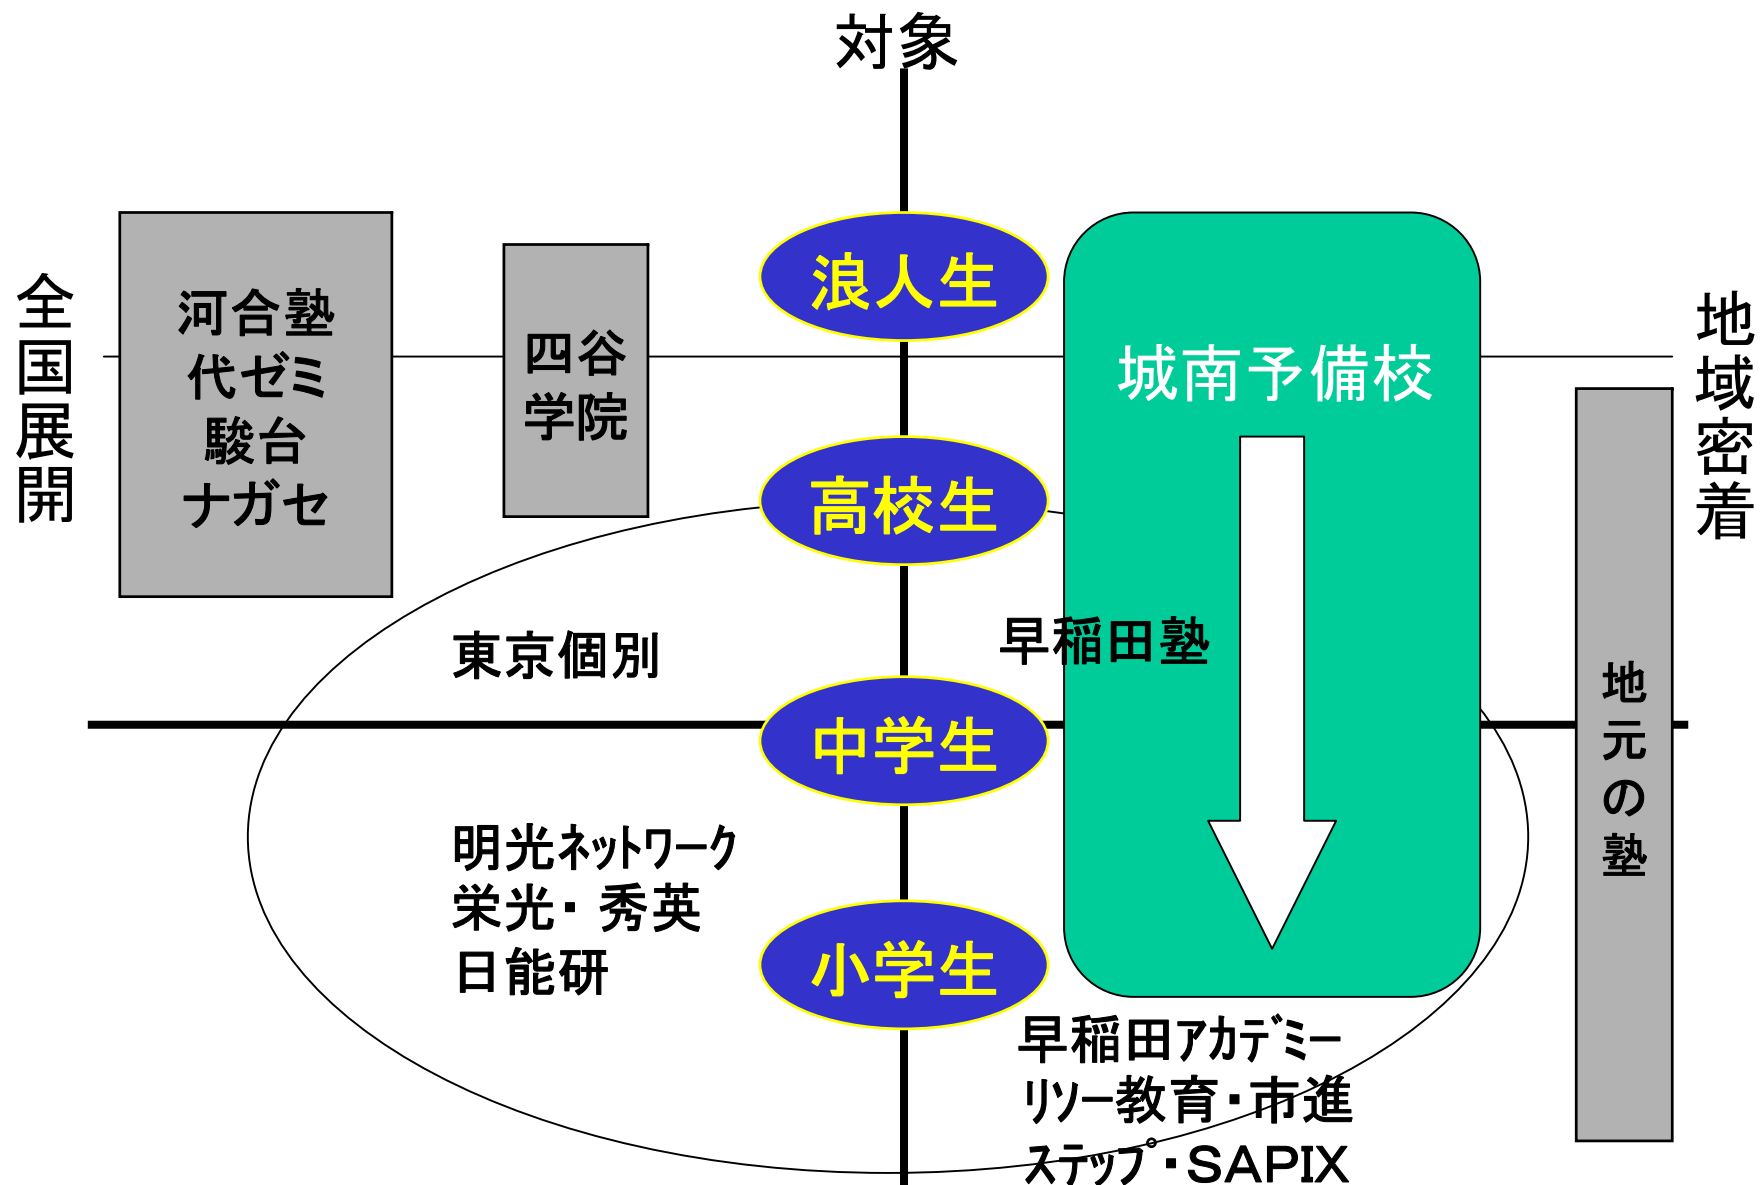 対象
全国展開
河合塾
代ゼミ
駿台
ナガセ
四谷
学院
浪人生
高校生
中学生
小学生
城南予備校
地域密着
地元の塾
東京個別
早稲田塾
明光ネットワーク
栄光・秀英
日能研
早稲田アカデミー
リソー教育・市進
ステップ・SAPIX